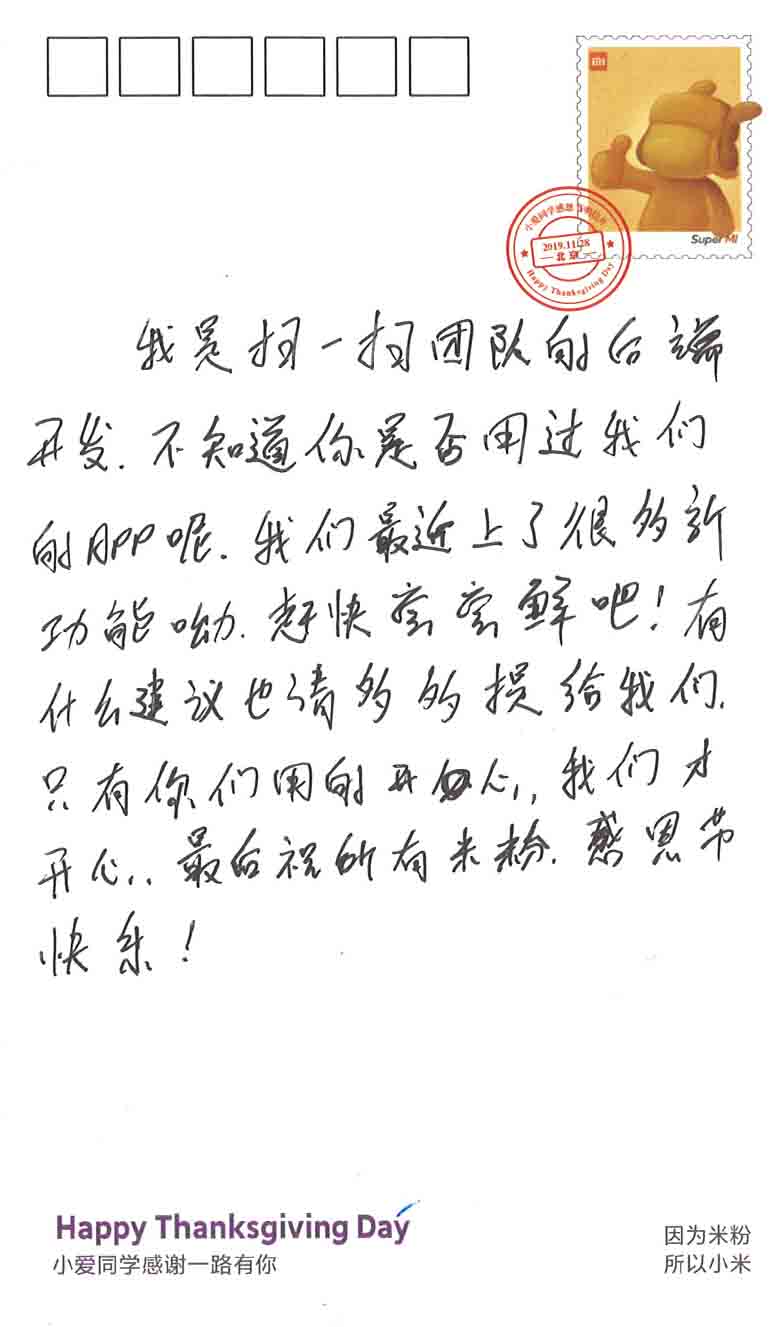 MI
Super MI
小爱同学感恩节明信片
2019.11.28
北京
Happy Thanksgiving Day
我是扫一扫团队的后端
开发.不知道你是否用过我们
的APP呢.我们最近上了很多新
功能呦.赶快尝尝鲜吧!有
什么建议也请多多提给我们.
只有你们用的开心,我们才
开心.最后祝所有米粉.感恩节
快乐!
Happy Thanksgiving Day
小爱同学感谢一路有你
因为米粉
所以小米